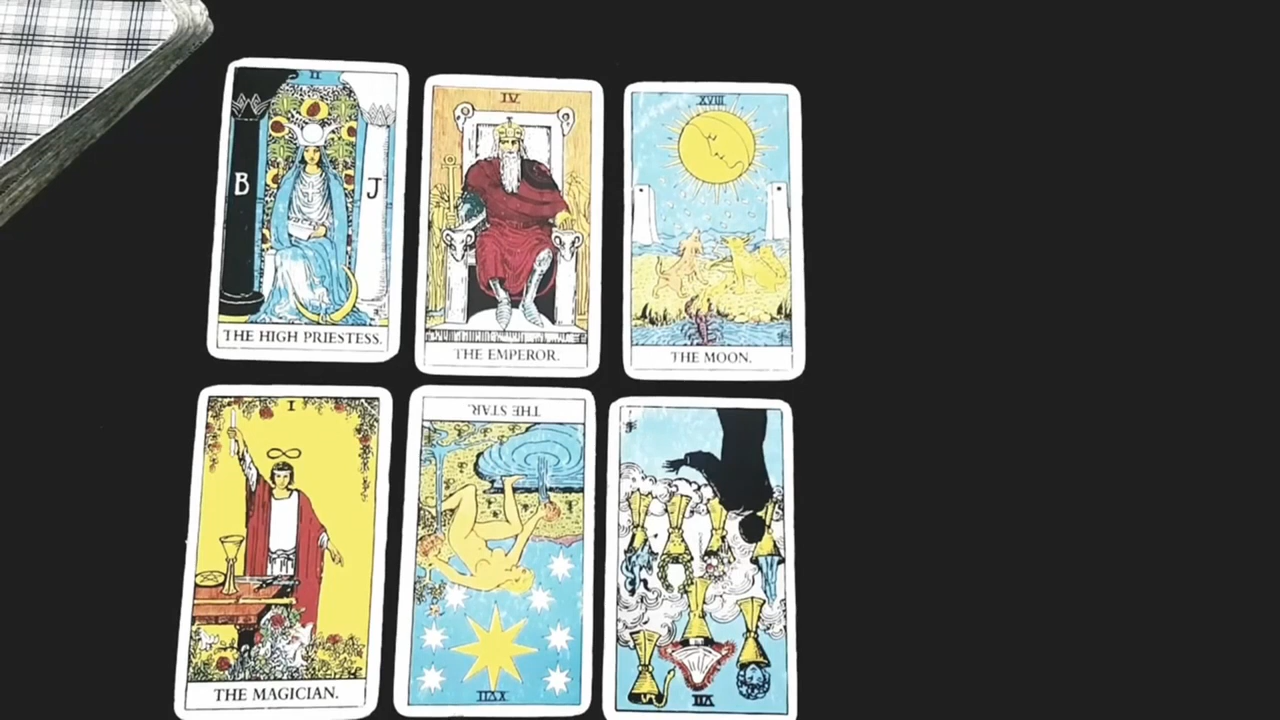 II
B J
THE HIGH PRIESTESS.
IV
THE EMPEROR.
XVIII
THE MOON.
I
THE MAGICIAN.
THE STAR.
XVII
VII